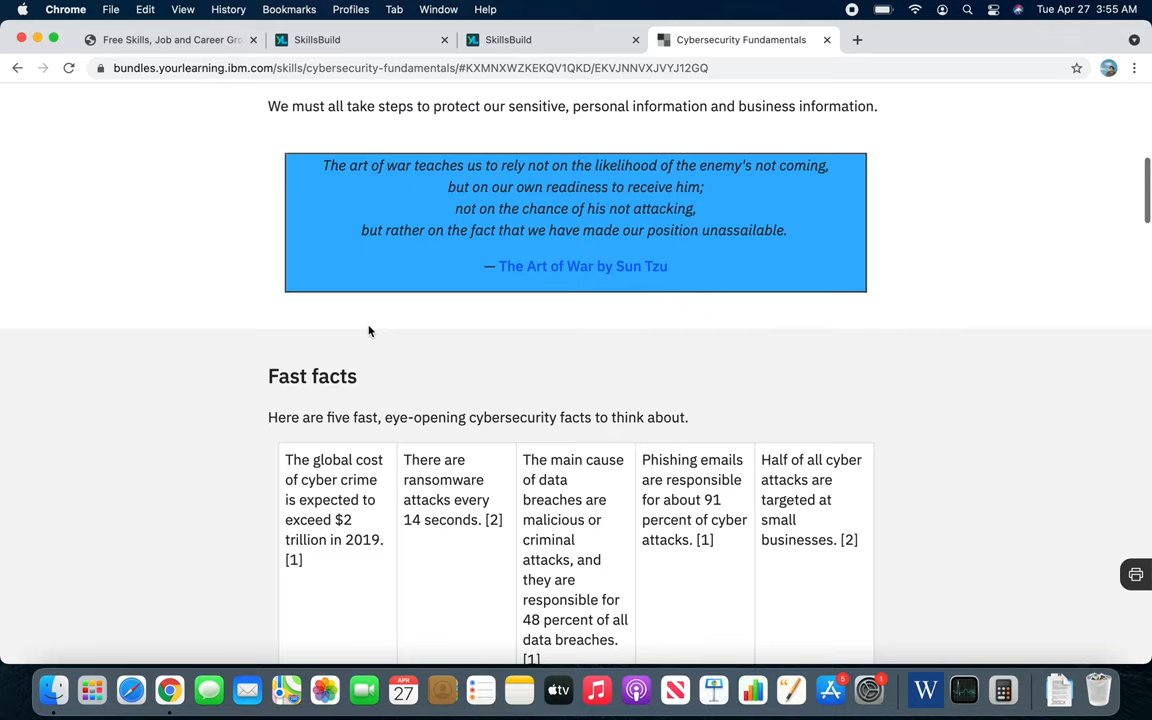 Chrome File Edit View History Bookmarks Profiles Tab Window Help Tue Apr 27 3:55 AM
Free Skills, Job and Career Gro SkillsBuild SkillsBuild Cybersecurity Fundamentals
bundles.yourlearning.ibm.com/skills/cybersecurity-fundamentals/#KXMNXWZKEKQV1QKD/EKVJNNVXJVYJ12GQ
We must all take steps to protect our sensitive, personal information and business information.
The art of war teaches us to rely not on the likelihood of the enemy's not coming,
but on our own readiness to receive him;
not on the chance of his not attacking,
but rather on the fact that we have made our position unassailable.
— The Art of War by Sun Tzu
Fast facts
Here are five fast, eye-opening cybersecurity facts to think about.
The global cost
of cyber crime
is expected to
exceed $2
trillion in 2019.
[1]
There are
ransomware
attacks every
14 seconds. [2]
The main cause
of data
breaches are
malicious or
criminal
attacks, and
they are
responsible for
48 percent of all
data breaches.
[1]
Phishing emails
are responsible
for about 91
percent of cyber
attacks. [1]
Half of all cyber
attacks are
targeted at
small
businesses. [2]
APR
27
tv
5
1
W